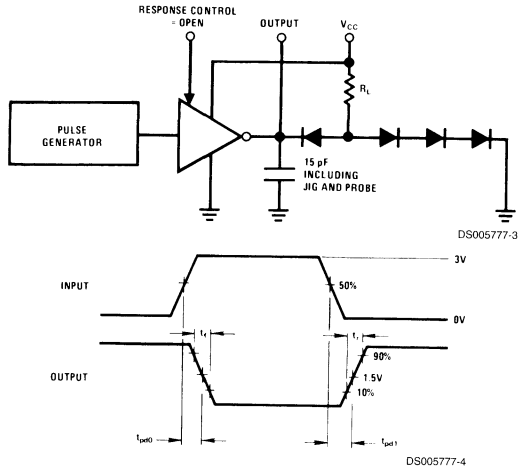 RESPONSE CONTROL
= OPEN
OUTPUT
VCC
RL
PULSE
GENERATOR
15 pF
INCLUDING
JIG AND PROBE
DS005777-3
3V
INPUT
50%
0V
tf
tr
90%
OUTPUT
1.5V
10%
tpd0
tpd1
DS005777-4